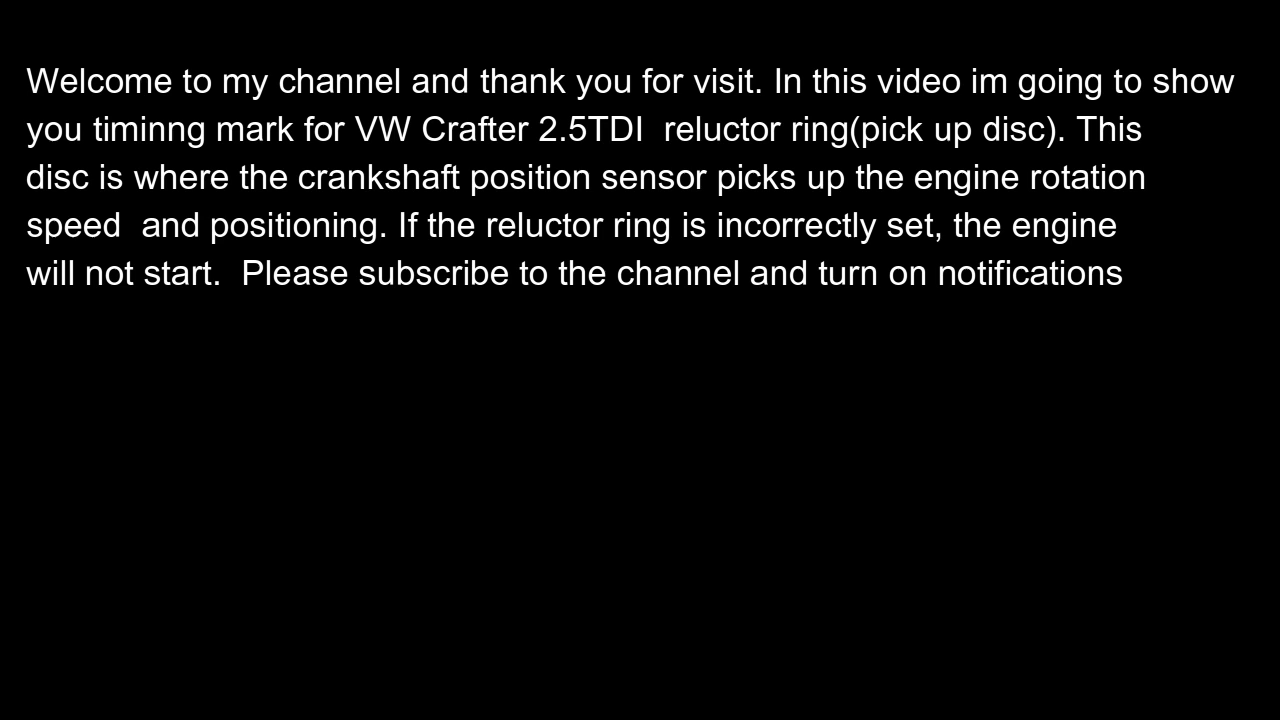 Welcome to my channel and thank you for visit. In this video im going to show
you timinng mark for VW Crafter 2.5TDI  reluctor ring(pick up disc). This
disc is where the crankshaft position sensor picks up the engine rotation
speed  and positioning. If the reluctor ring is incorrectly set, the engine
will not start.  Please subscribe to the channel and turn on notifications